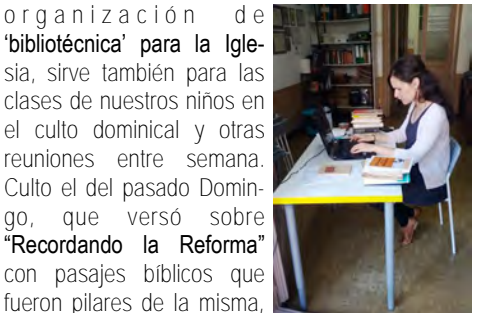 organización de
‘bibliotécnica’ para la Igle-
sia, sirve también para las
clases de nuestros niños en
el culto dominical y otras
reuniones entre semana.
Culto el del pasado Domin-
go, que versó sobre
“Recordando la Reforma”
con pasajes bíblicos que
fueron pilares de la misma,